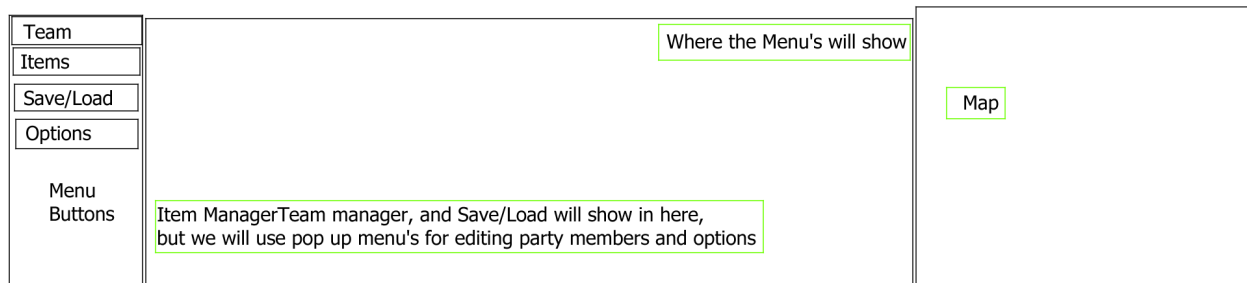 Team
Items
Save/Load
Options
Menu
Buttons
Where the Menu's will show
Item ManagerTeam manager, and Save/Load will show in here,
but we will use pop up menu's for editing party members and options
Map